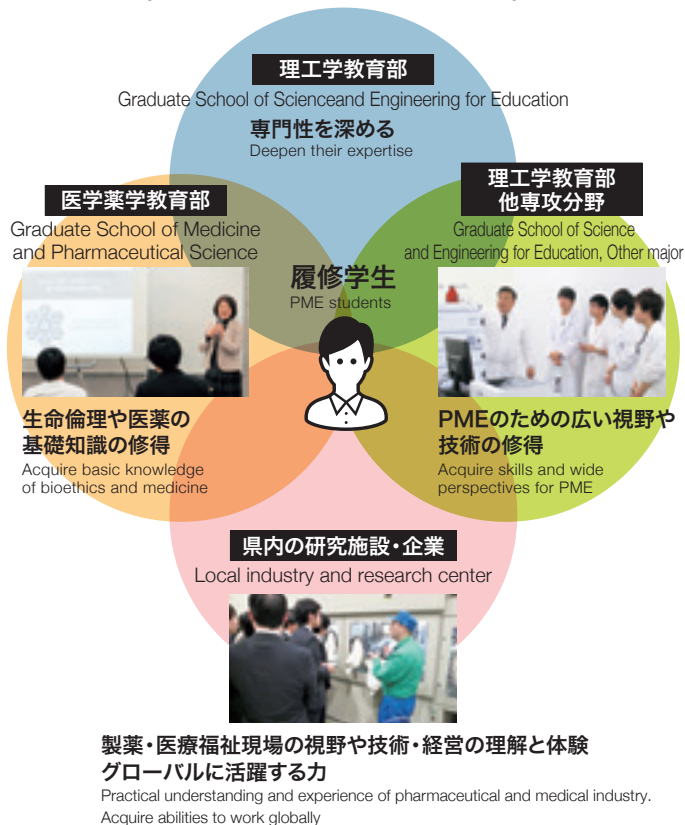 理工学教育部
Graduate School of Scienceand Engineering for Education
専門性を深める
Deepen their expertise
医学薬学教育部
Graduate School of Medicine
and Pharmaceutical Science
理工学教育部
他専攻分野
Graduate School of Science
and Engineering for Education, Other major
履修学生
PME students
生命倫理や医薬の
基礎知識の修得
Acquire basic knowledge
of bioethics and medicine
PMEのための広い視野や
技術の修得
Acquire skills and wide
perspectives for PME
県内の研究施設・企業
Local industry and research center
製薬・医療福祉現場の視野や技術・経営の理解と体験
グローバルに活躍する力
Practical understanding and experience of pharmaceutical and medical industry.
Acquire abilities to work globally